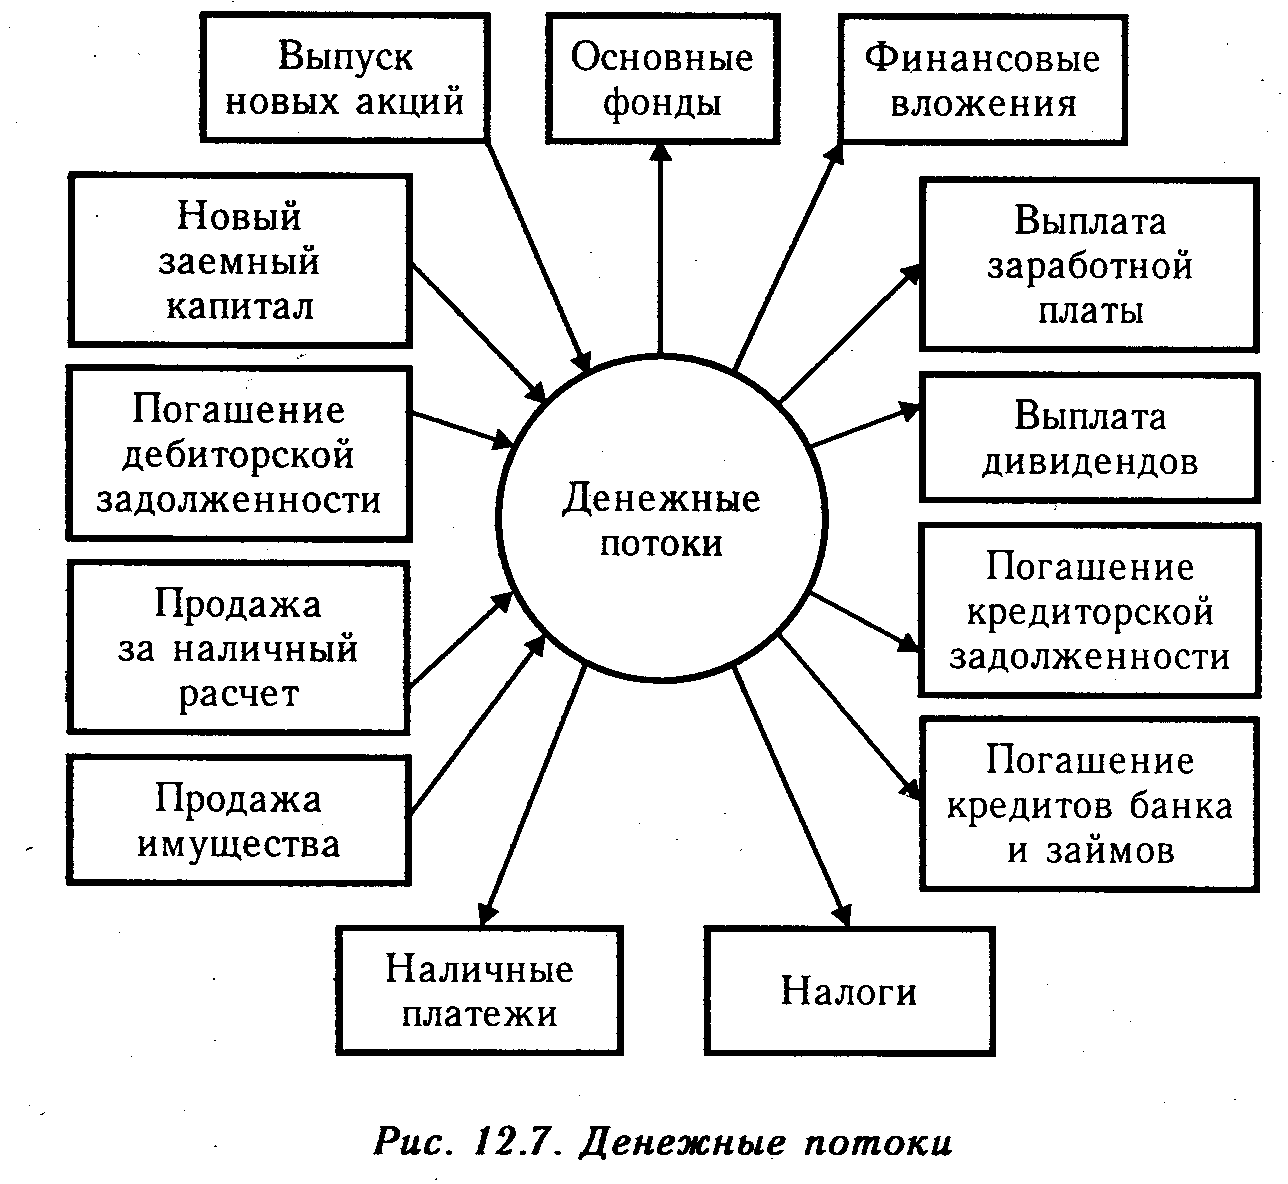 Выпуск
новых акций
Основные
фонды
Финансовые
вложения
Новый
заемный
капитал
Выплата
заработной
платы
Погашение
дебиторской
задолженности
Выплата
дивидендов
Денежные
потоки
Продажа
за наличный
расчет
Погашение
кредиторской
задолженности
Продажа
имущества
Погашение
кредитов банка
и займов
Наличные
платежи
Налоги
Рис. 12.7. Денежные потоки